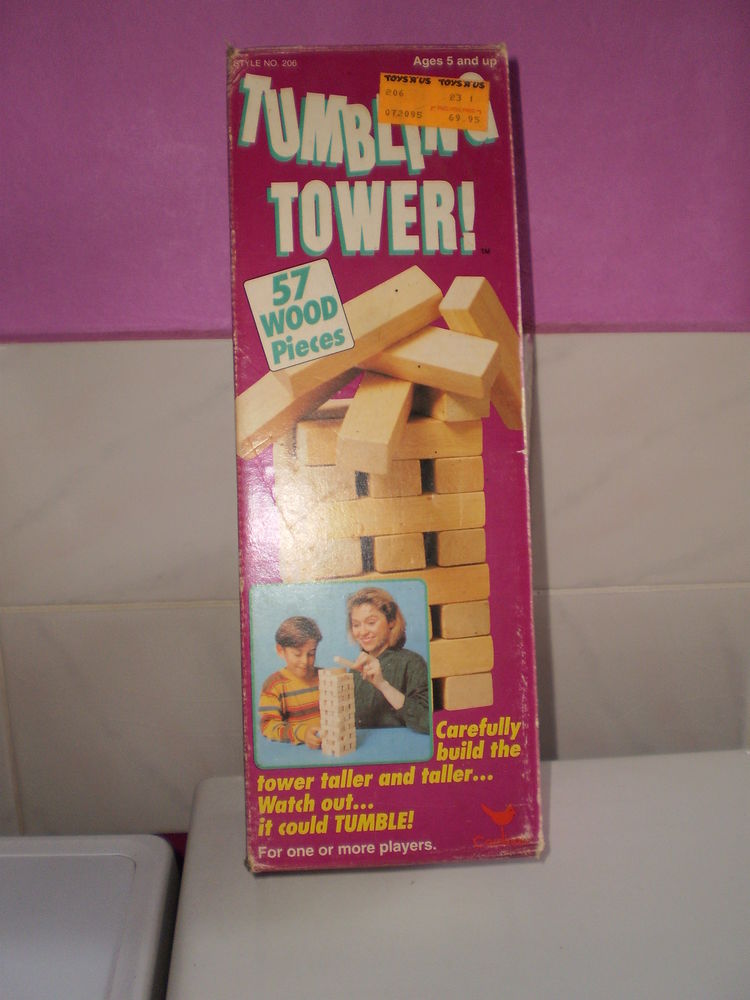 STYLE NO. 206
Ages 5 and up
TOYS"R"US TOYS"R"US
206 23 1
072095 69.95
TUMBLING
TOWER!
TM
57
WOOD
Pieces
Carefully
build the
tower taller and taller...
Watch out...
it could TUMBLE!
For one or more players.